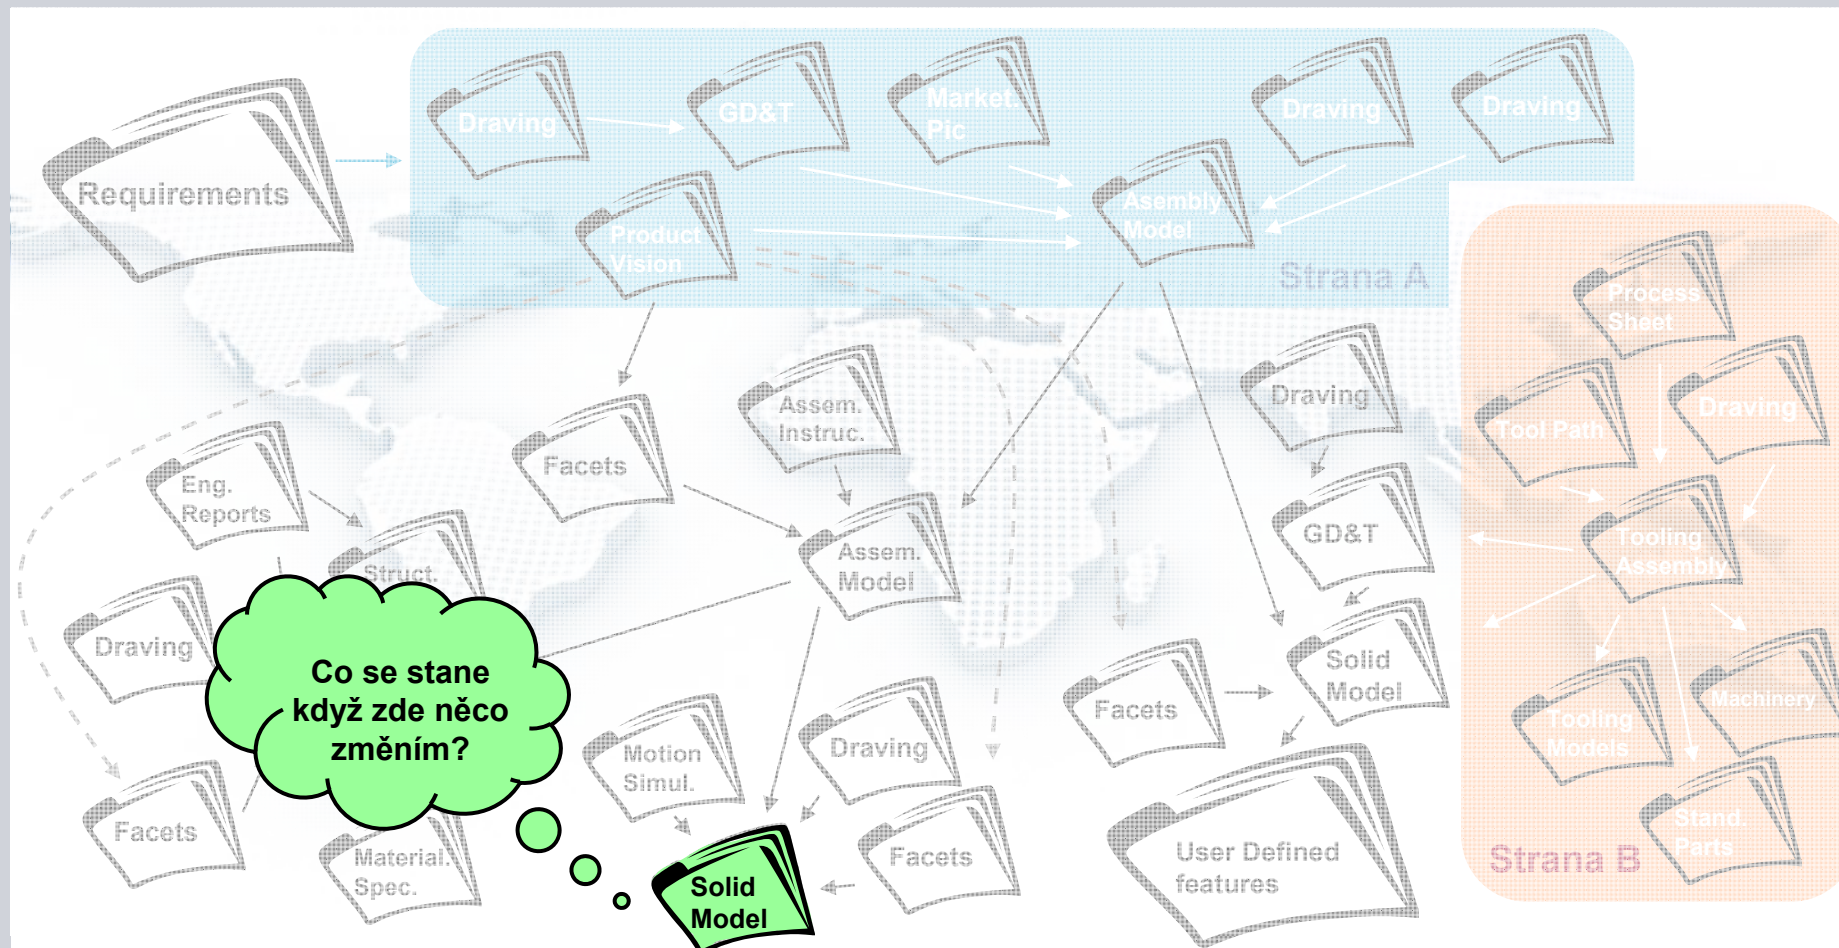 Requirements
Draving
GD&T
Market.
Pic
Draving
Draving
Product
Vision
Asembly
Model
Strana A
Process
Sheet
Draving
Tool Path
Draving
Assem.
Instruc.
Facets
Eng.
Reports
GD&T
Tooling
Assembly
Assem.
Model
Struct.
Draving
Solid
Model
Co se stane
když zde něco
změním?
Facets
Machinery
Tooling
Models
Motion
Simul.
Draving
Facets
Material.
Spec.
Facets
User Defined
features
Stand.
Parts
Strana B
Solid
Model